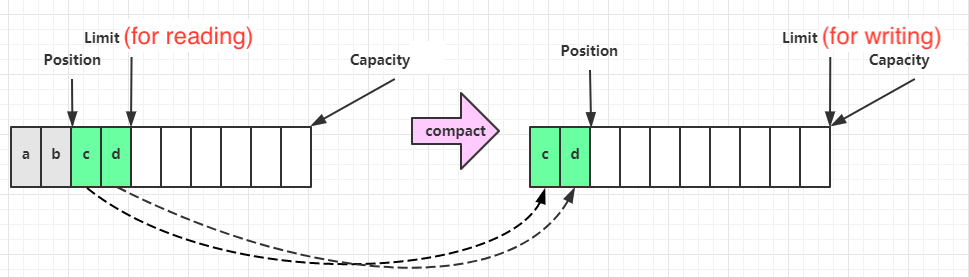 Limit (for reading)
Position
Capacity
a b c d
compact
Position
Limit (for writing)
Capacity
c d